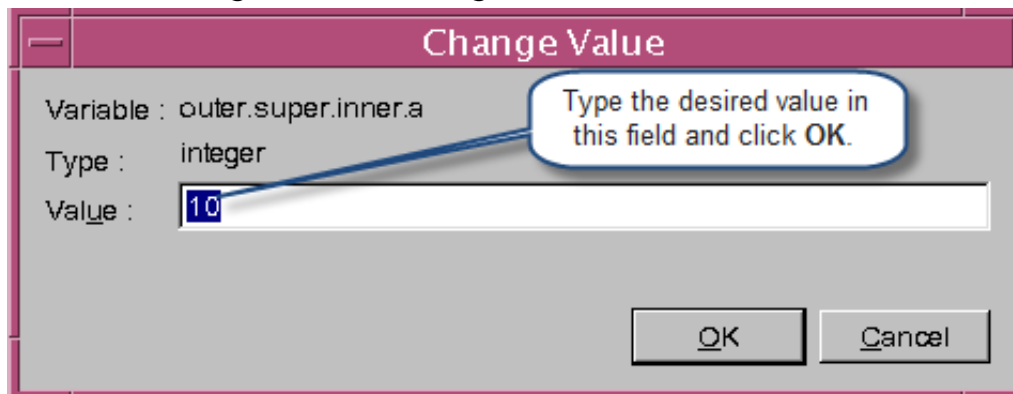 Change Value
Variable : outer.super.inner.a
Type the desired value in
this field and click OK.
Type : integer
Value : 10
OK Cancel